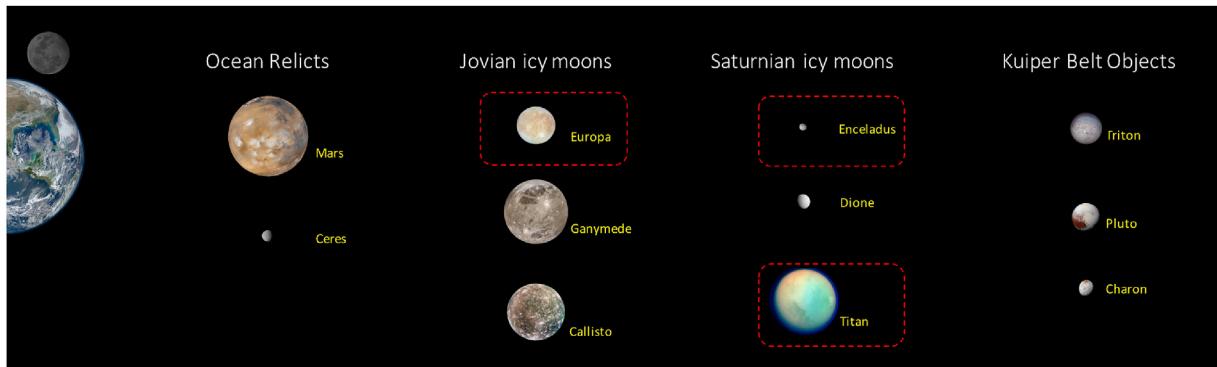 Ocean Relicts
Mars
Ceres
Jovian icy moons
Europa
Ganymede
Callisto
Saturnian icy moons
Enceladus
Dione
Titan
Kuiper Belt Objects
Triton
Pluto
Charon